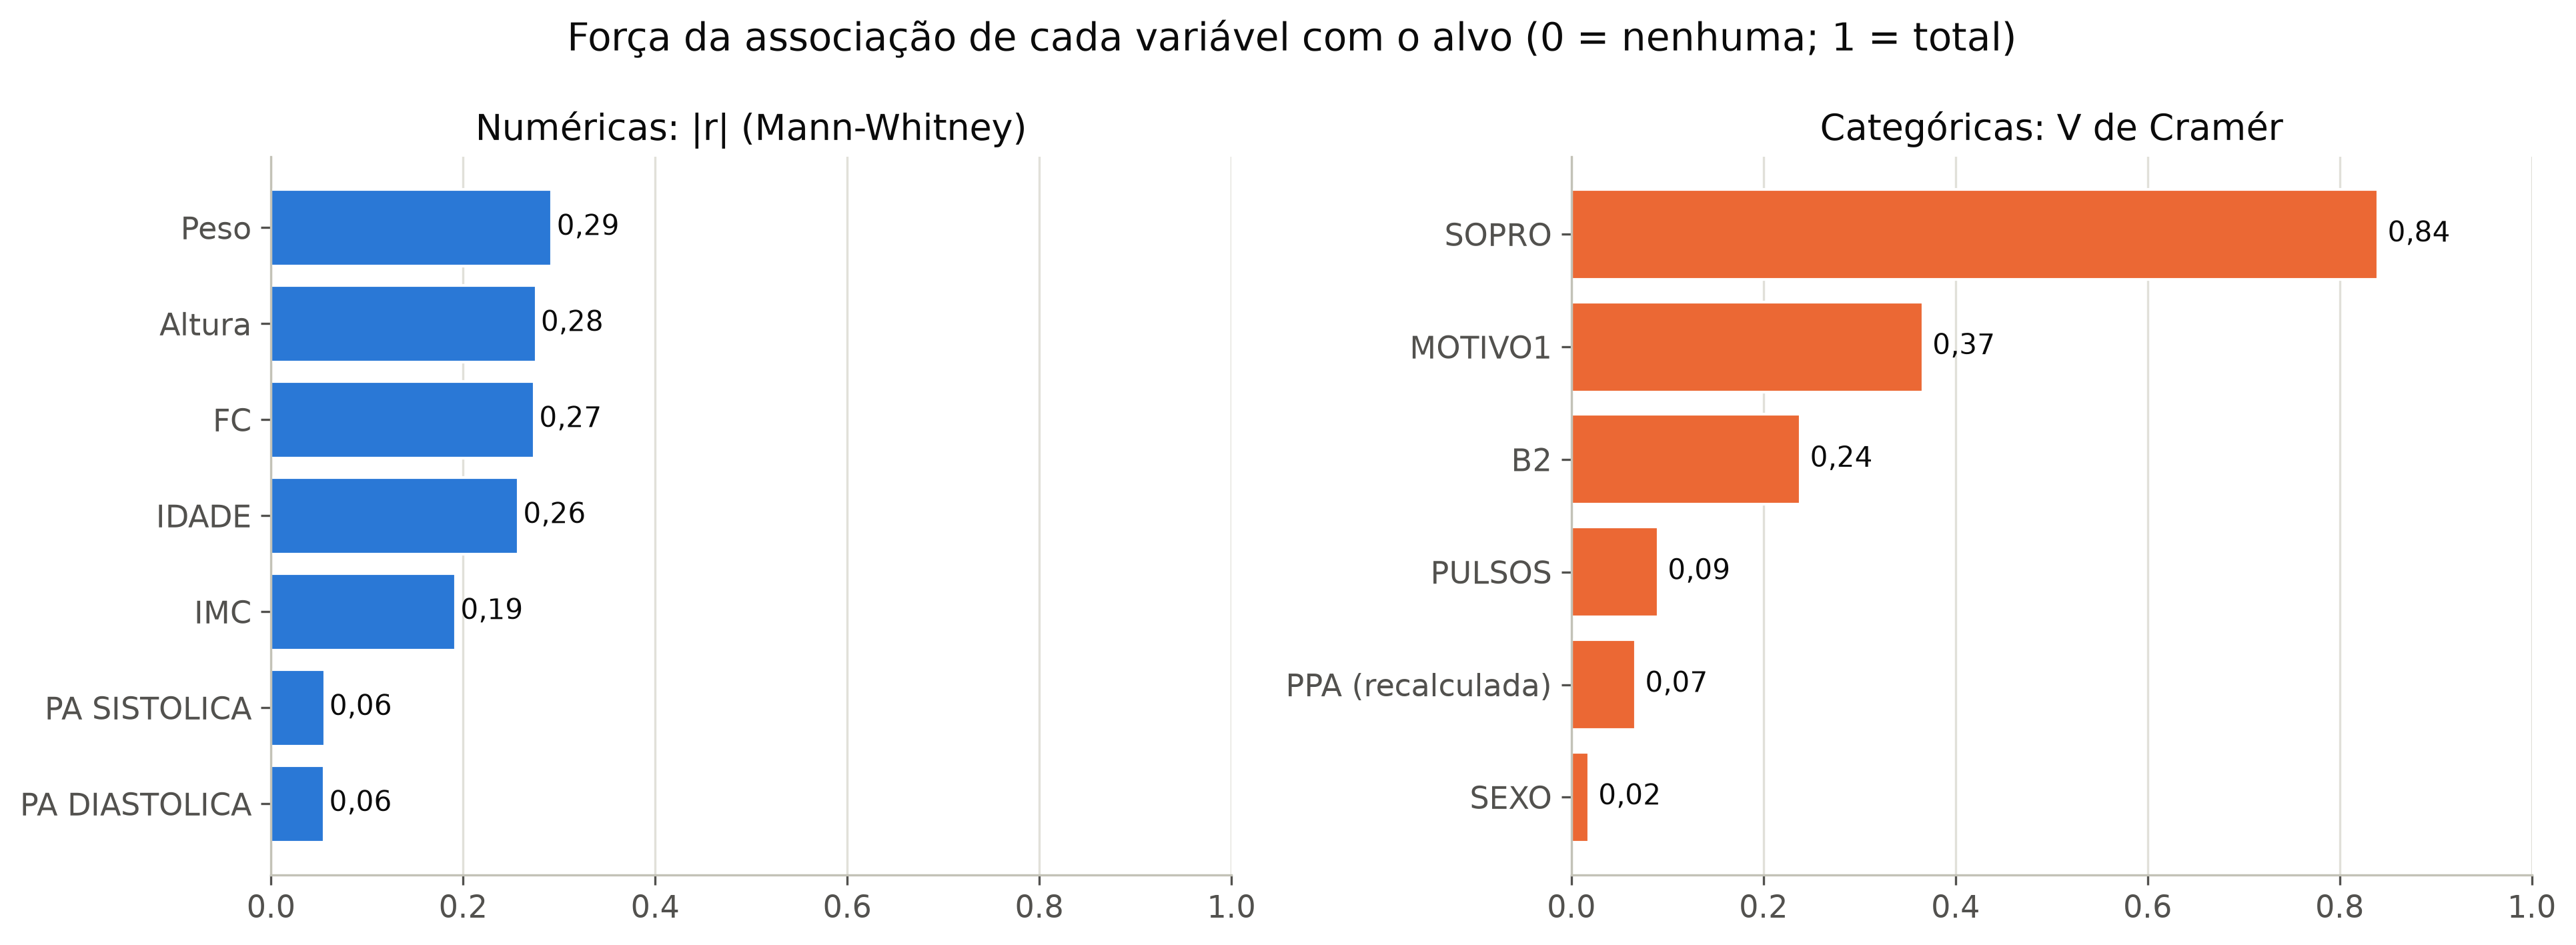 Força da associação de cada variável com o alvo (0 = nenhuma; 1 = total)
Numéricas: |r| (Mann-Whitney)
Peso 0,29
Altura 0,28
FC 0,27
IDADE 0,26
IMC 0,19
PA SISTOLICA 0,06
PA DIASTOLICA 0,06
0.0 0.2 0.4 0.6 0.8 1.0
Categóricas: V de Cramér
SOPRO 0,84
MOTIVO1 0,37
B2 0,24
PULSOS 0,09
PPA (recalculada) 0,07
SEXO 0,02
0.0 0.2 0.4 0.6 0.8 1.0